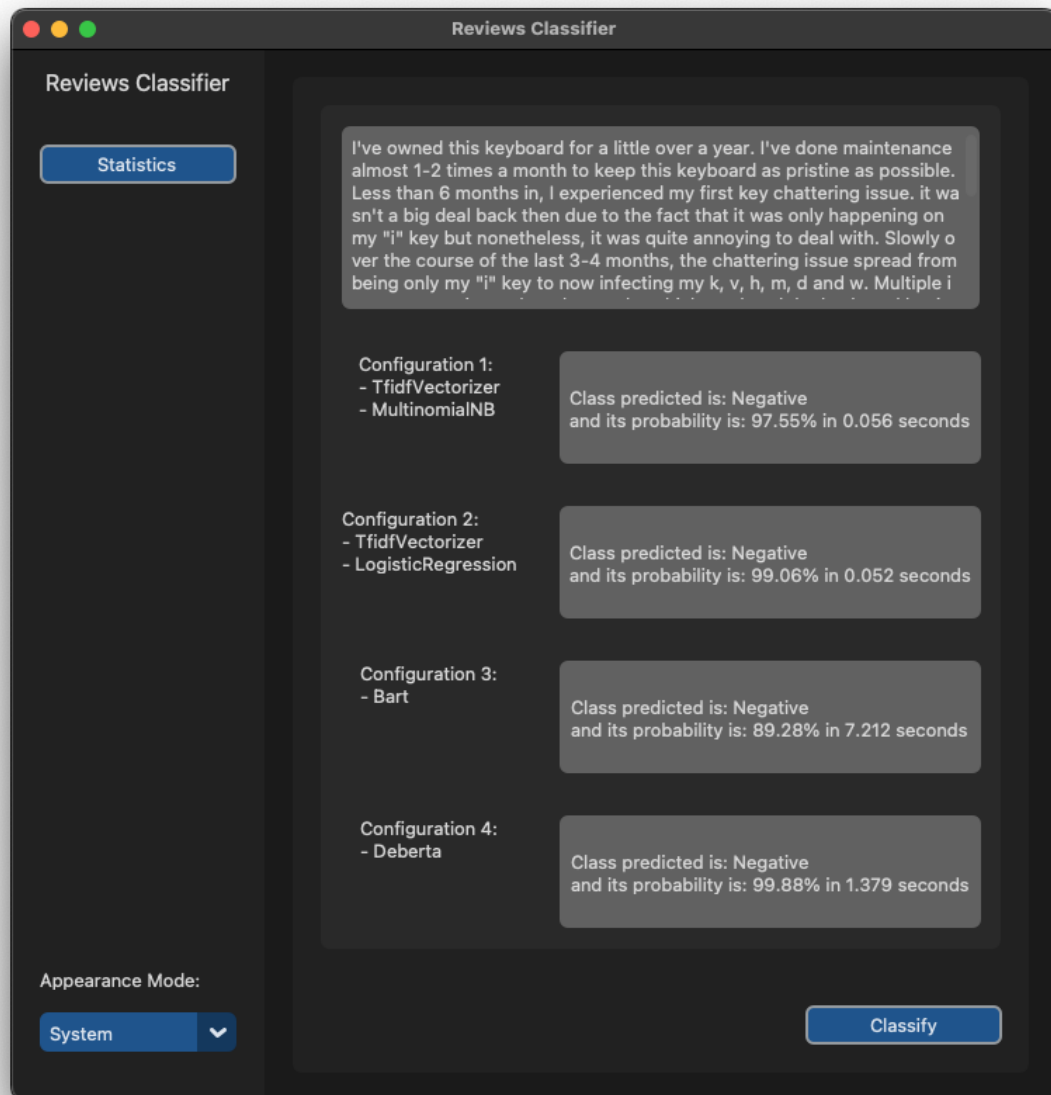 Reviews Classifier
Reviews Classifier
Statistics
I've owned this keyboard for a little over a year. I've done maintenance
almost 1-2 times a month to keep this keyboard as pristine as possible.
Less than 6 months in, I experienced my first key chattering issue. it wa
sn't a big deal back then due to the fact that it was only happening on
my "i" key but nonetheless, it was quite annoying to deal with. Slowly o
ver the course of the last 3-4 months, the chattering issue spread from
being only my "i" key to now infecting my k, v, h, m, d and w. Multiple i
Configuration 1:
- TfidfVectorizer
- MultinomialNB
Class predicted is: Negative
and its probability is: 97.55% in 0.056 seconds
Configuration 2:
- TfidfVectorizer
- LogisticRegression
Class predicted is: Negative
and its probability is: 99.06% in 0.052 seconds
Configuration 3:
- Bart
Class predicted is: Negative
and its probability is: 89.28% in 7.212 seconds
Configuration 4:
- Deberta
Class predicted is: Negative
and its probability is: 99.88% in 1.379 seconds
Appearance Mode:
System
Classify